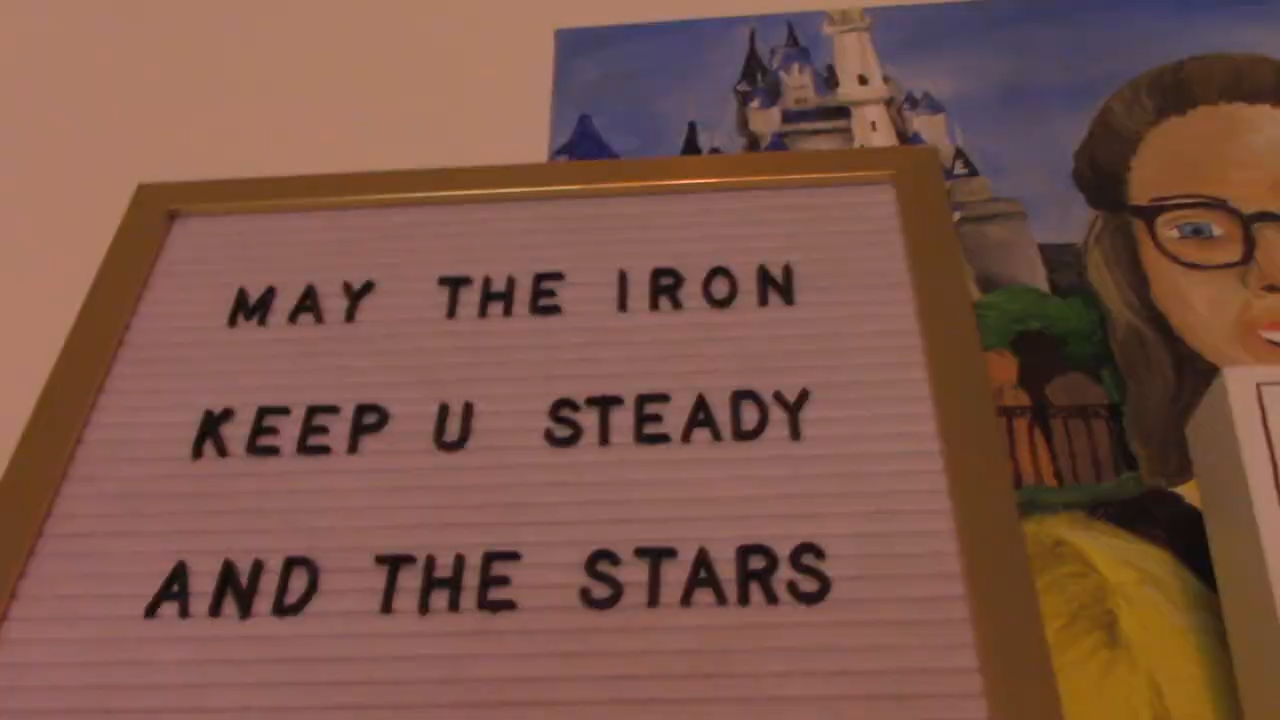 MAY THE IRON
KEEP U STEADY
AND THE STARS